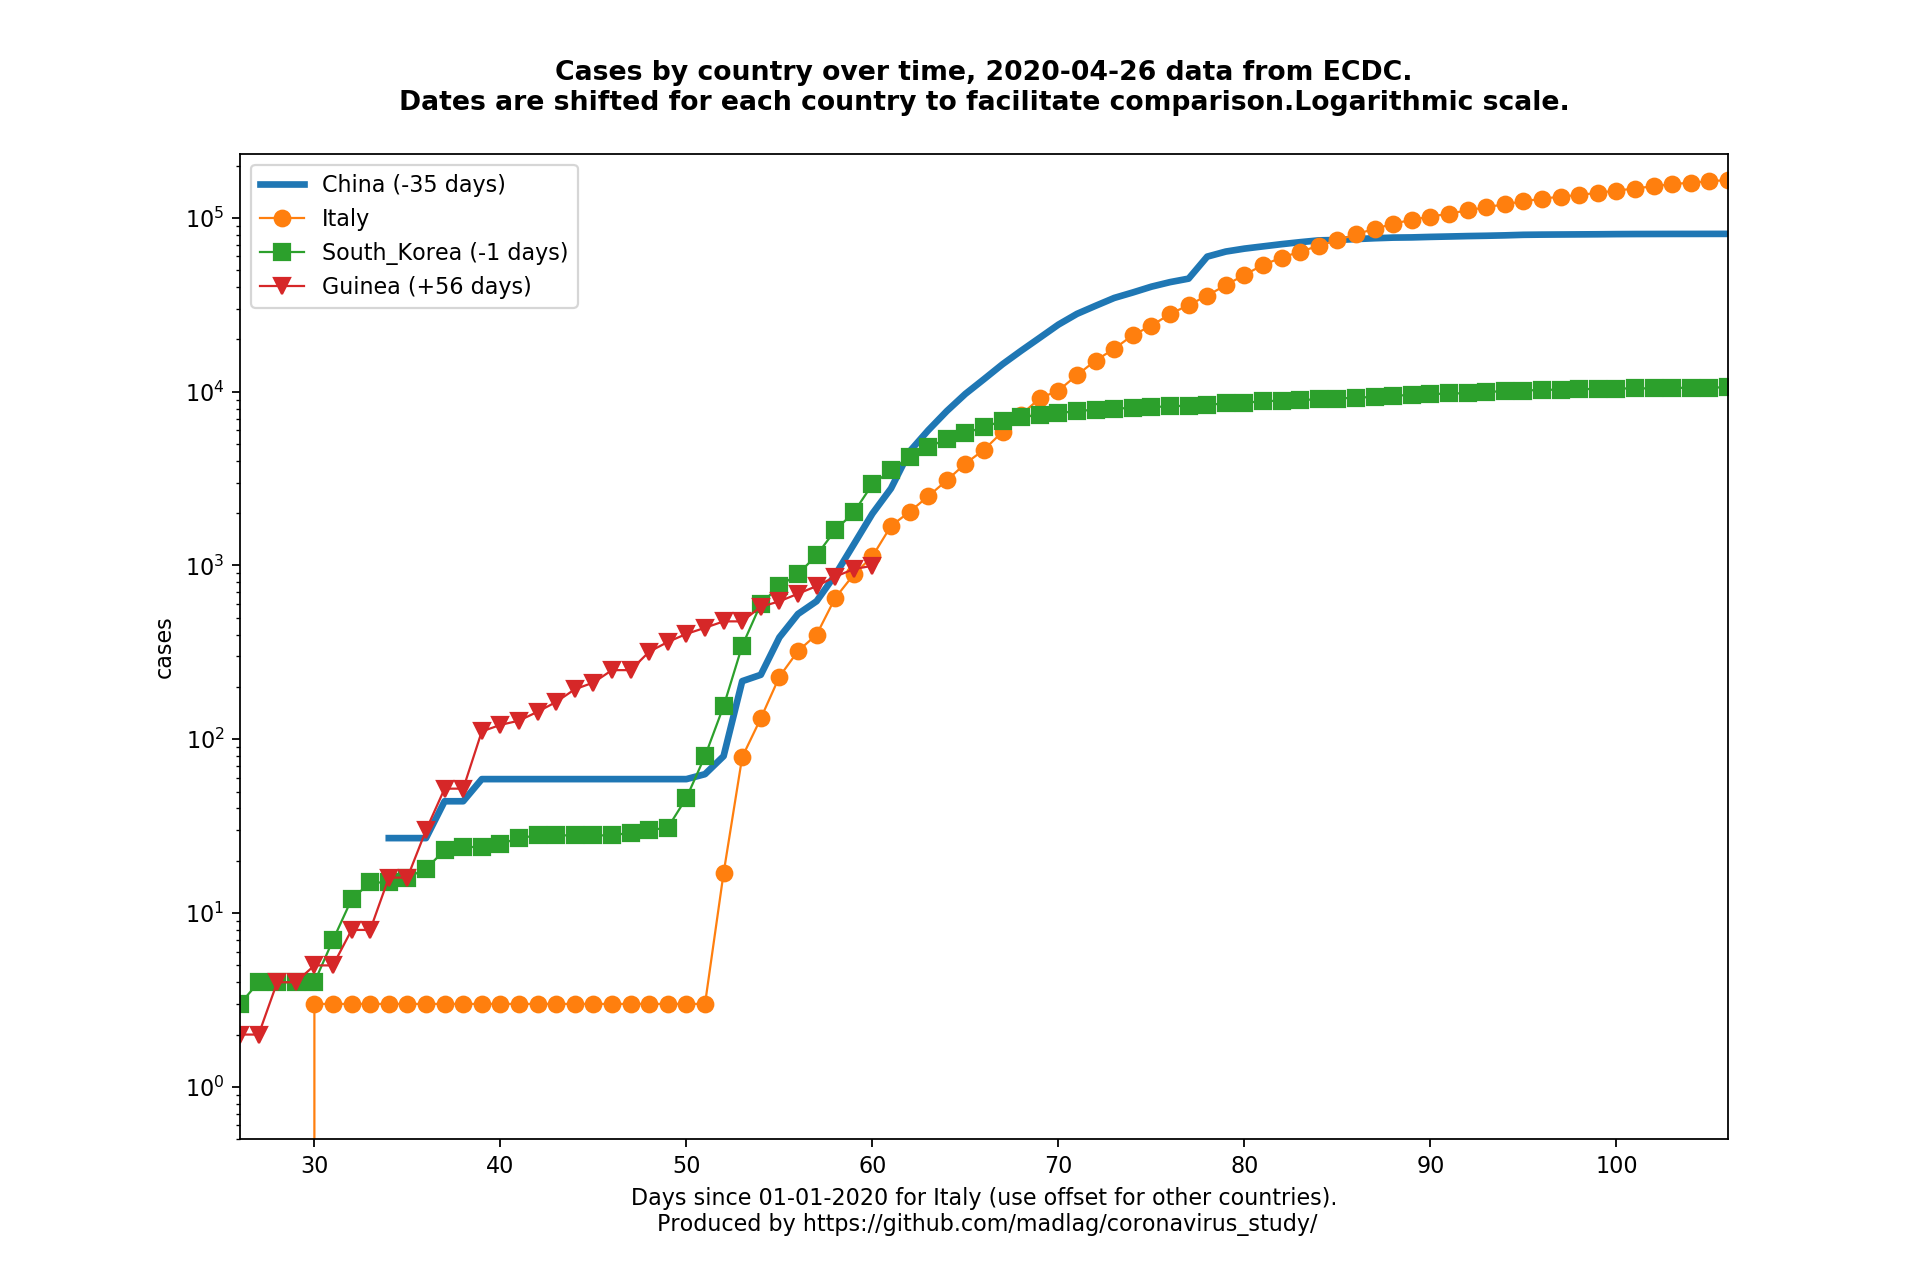 Cases by country over time, 2020-04-26 data from ECDC.
Dates are shifted for each country to facilitate comparison.Logarithmic scale.
China (-35 days)
Italy
South_Korea (-1 days)
Guinea (+56 days)
10^5
10^4
10^3
10^2
10^1
10^0
cases
30 40 50 60 70 80 90 100
Days since 01-01-2020 for Italy (use offset for other countries).
Produced by https://github.com/madlag/coronavirus_study/